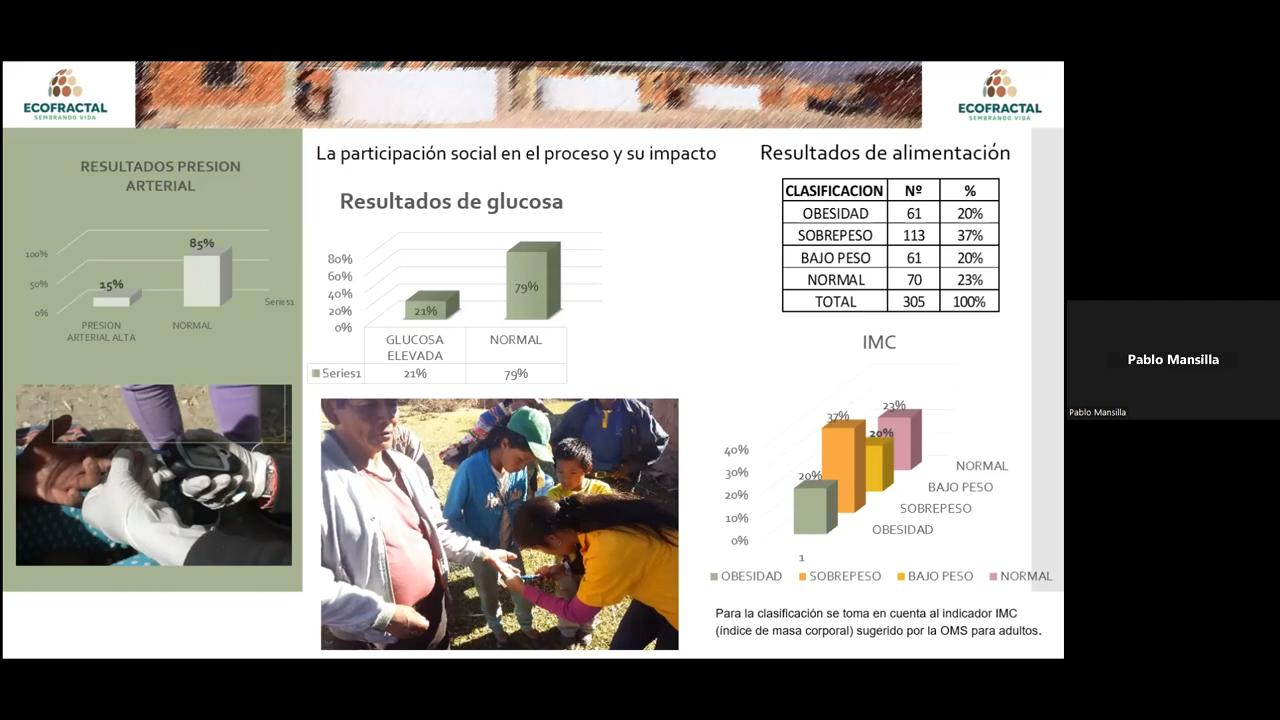 ECOFRACTAL
SEMBRANDO VIDA
ECOFRACTAL
SEMBRANDO VIDA
RESULTADOS PRESION
ARTERIAL
100%
50%
0%
15%
85%
PRESION
ARTERIAL ALTA
NORMAL
Series1
La participación social en el proceso y su impacto
Resultados de glucosa
80%
60%
40%
20%
0%
21%
79%
GLUCOSA
ELEVADA
NORMAL
Series1 21% 79%
Resultados de alimentación
CLASIFICACION Nº %
OBESIDAD 61 20%
SOBREPESO 113 37%
BAJO PESO 61 20%
NORMAL 70 23%
TOTAL 305 100%
IMC
40%
30%
20%
10%
0%
20%
37%
20%
23%
NORMAL
BAJO PESO
SOBREPESO
OBESIDAD
1
OBESIDAD SOBREPESO BAJO PESO NORMAL
Para la clasificación se toma en cuenta al indicador IMC
(índice de masa corporal) sugerido por la OMS para adultos.
Pablo Mansilla
Pablo Mansilla